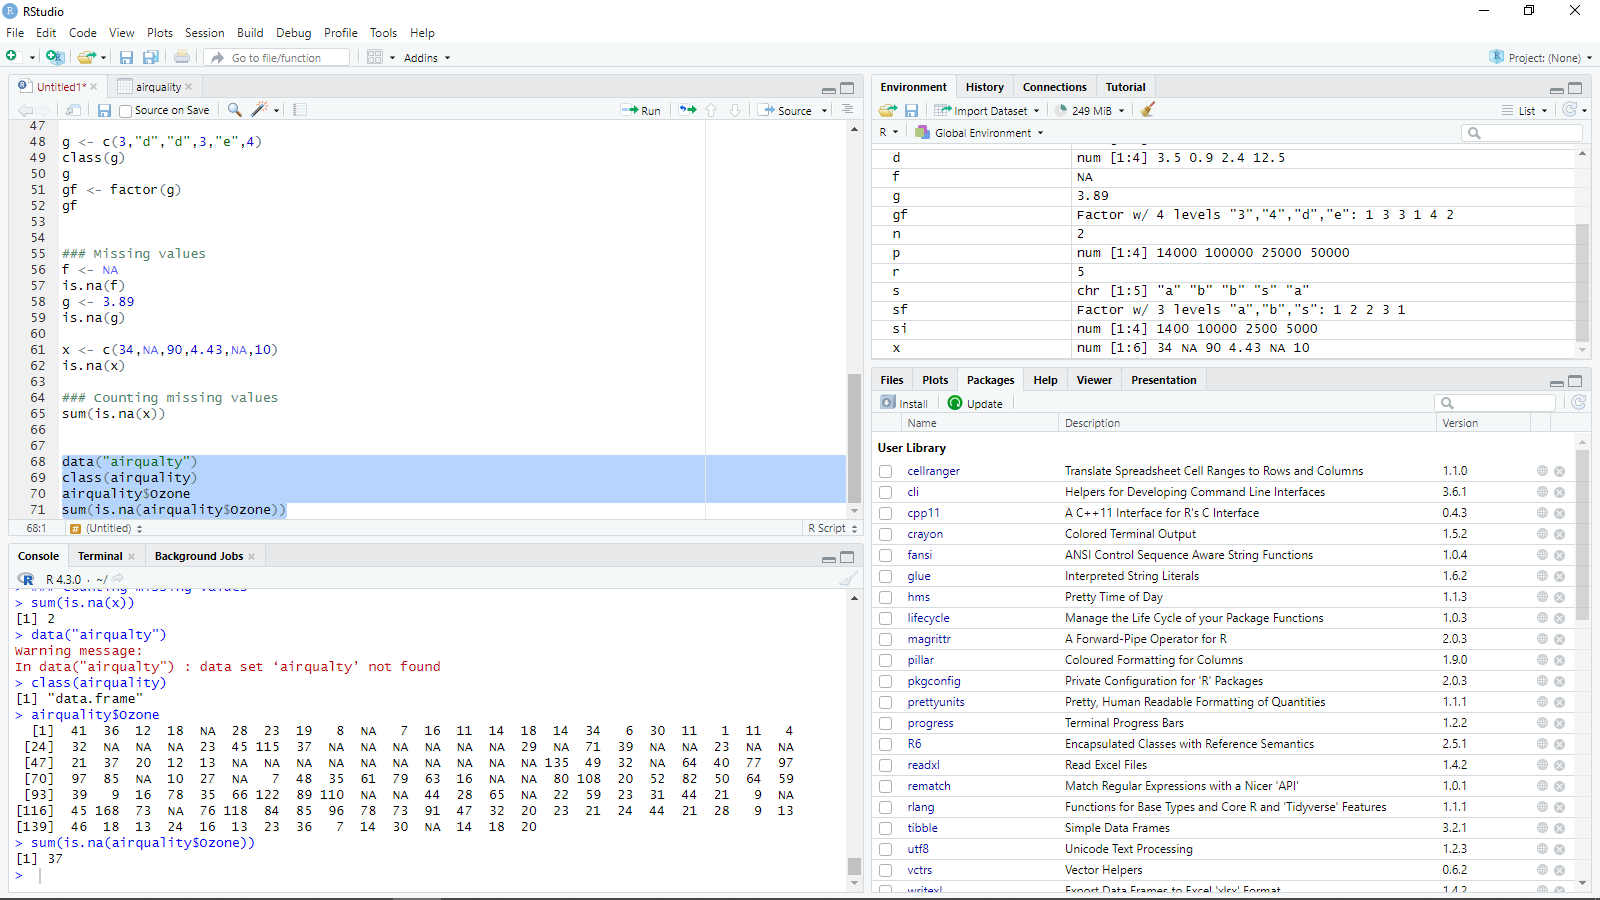 RStudio
File Edit Code View Plots Session Build Debug Profile Tools Help
Go to file/function Addins Project: (None)
Untitled1* airquality
Source on Save Run Source
47
48 g <- c(3,"d","d",3,"e",4)
49 class(g)
50 g
51 gf <- factor(g)
52 gf
53
54
55 ### Missing values
56 f <- NA
57 is.na(f)
58 g <- 3.89
59 is.na(g)
60
61 x <- c(34,NA,90,4.43,NA,10)
62 is.na(x)
63
64 ### Counting missing values
65 sum(is.na(x))
66
67
68 data("airqualty")
69 class(airquality)
70 airquality$Ozone
71 sum(is.na(airquality$Ozone))
68:1 # (Untitled) R Script
Console Terminal Background Jobs
R R 4.3.0 · ~/
> ### Counting missing values
> sum(is.na(x))
[1] 2
> data("airqualty")
Warning message:
In data("airqualty") : data set ‘airqualty’ not found
> class(airquality)
[1] "data.frame"
> airquality$Ozone
[1] 41 36 12 18 NA 28 23 19 8 NA 7 16 11 14 18 14 34 6 30 11 1 11 4
[24] 32 NA NA NA 23 45 115 37 NA NA NA NA NA NA 29 NA 71 39 NA NA 23 NA NA
[47] 21 37 20 12 13 NA NA NA NA NA NA NA NA NA NA 135 49 32 NA 64 40 77 97
[70] 97 85 NA 10 27 NA 7 48 35 61 79 63 16 NA NA 80 108 20 52 82 50 64 59
[93] 39 9 16 78 35 66 122 89 110 NA NA 44 28 65 NA 22 59 23 31 44 21 9 NA
[116] 45 168 73 NA 76 118 84 85 96 78 73 91 47 32 20 23 21 24 44 21 28 9 13
[139] 46 18 13 24 16 13 23 36 7 14 30 NA 14 18 20
> sum(is.na(airquality$Ozone))
[1] 37
>
Environment History Connections Tutorial
Import Dataset 249 MiB List
R Global Environment
d num [1:4] 3.5 0.9 2.4 12.5
f NA
g 3.89
gf Factor w/ 4 levels "3","4","d","e": 1 3 3 1 4 2
n 2
p num [1:4] 14000 100000 25000 50000
r 5
s chr [1:5] "a" "b" "b" "s" "a"
sf Factor w/ 3 levels "a","b","s": 1 2 2 3 1
si num [1:4] 1400 10000 2500 5000
x num [1:6] 34 NA 90 4.43 NA 10
Files Plots Packages Help Viewer Presentation
Install Update
Name Description Version
User Library
cellranger Translate Spreadsheet Cell Ranges to Rows and Columns 1.1.0
cli Helpers for Developing Command Line Interfaces 3.6.1
cpp11 A C++11 Interface for R's C Interface 0.4.3
crayon Colored Terminal Output 1.5.2
fansi ANSI Control Sequence Aware String Functions 1.0.4
glue Interpreted String Literals 1.6.2
hms Pretty Time of Day 1.1.3
lifecycle Manage the Life Cycle of your Package Functions 1.0.3
magrittr A Forward-Pipe Operator for R 2.0.3
pillar Coloured Formatting for Columns 1.9.0
pkgconfig Private Configuration for 'R' Packages 2.0.3
prettyunits Pretty, Human Readable Formatting of Quantities 1.1.1
progress Terminal Progress Bars 1.2.2
R6 Encapsulated Classes with Reference Semantics 2.5.1
readxl Read Excel Files 1.4.2
rematch Match Regular Expressions with a Nicer 'API' 1.0.1
rlang Functions for Base Types and Core R and 'Tidyverse' Features 1.1.1
tibble Simple Data Frames 3.2.1
utf8 Unicode Text Processing 1.2.3
vctrs Vector Helpers 0.6.2
writexl Export Data Frames to Excel 'xlsx' Format 1.4.2